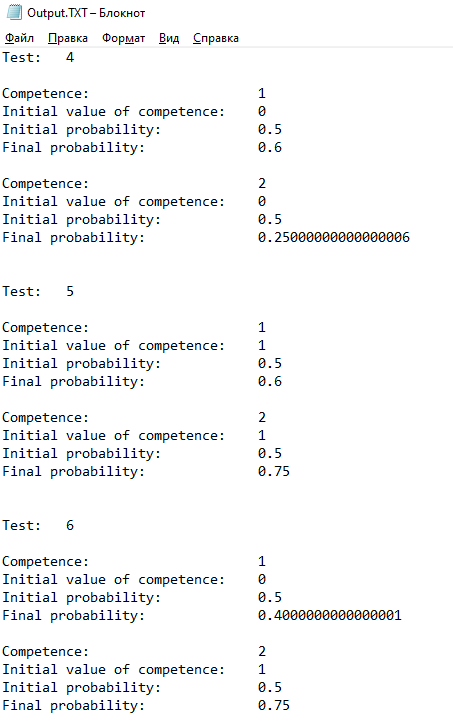 Output.TXT – Блокнот
Файл Правка Формат Вид Справка
Test: 4
Competence: 1
Initial value of competence: 0
Initial probability: 0.5
Final probability: 0.6
Competence: 2
Initial value of competence: 0
Initial probability: 0.5
Final probability: 0.25000000000000006
Test: 5
Competence: 1
Initial value of competence: 1
Initial probability: 0.5
Final probability: 0.6
Competence: 2
Initial value of competence: 1
Initial probability: 0.5
Final probability: 0.75
Test: 6
Competence: 1
Initial value of competence: 0
Initial probability: 0.5
Final probability: 0.4000000000000001
Competence: 2
Initial value of competence: 1
Initial probability: 0.5
Final probability: 0.75